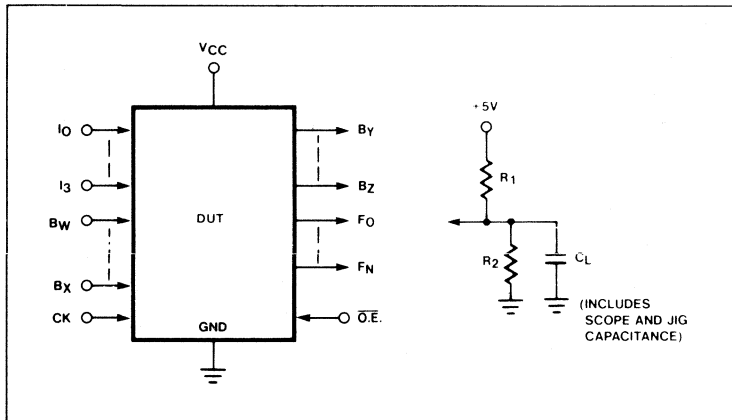 VCC
I0
I3
BW
BX
CK
DUT
GND
BY
BZ
F0
FN
O.E.
+5V
R1
R2
CL
(INCLUDES
SCOPE AND JIG
CAPACITANCE)